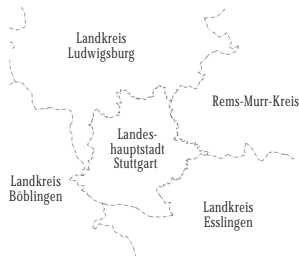 Landkreis
Ludwigsburg
Rems-Murr-Kreis
Landes-
hauptstadt
Stuttgart
Landkreis
Böblingen
Landkreis
Esslingen